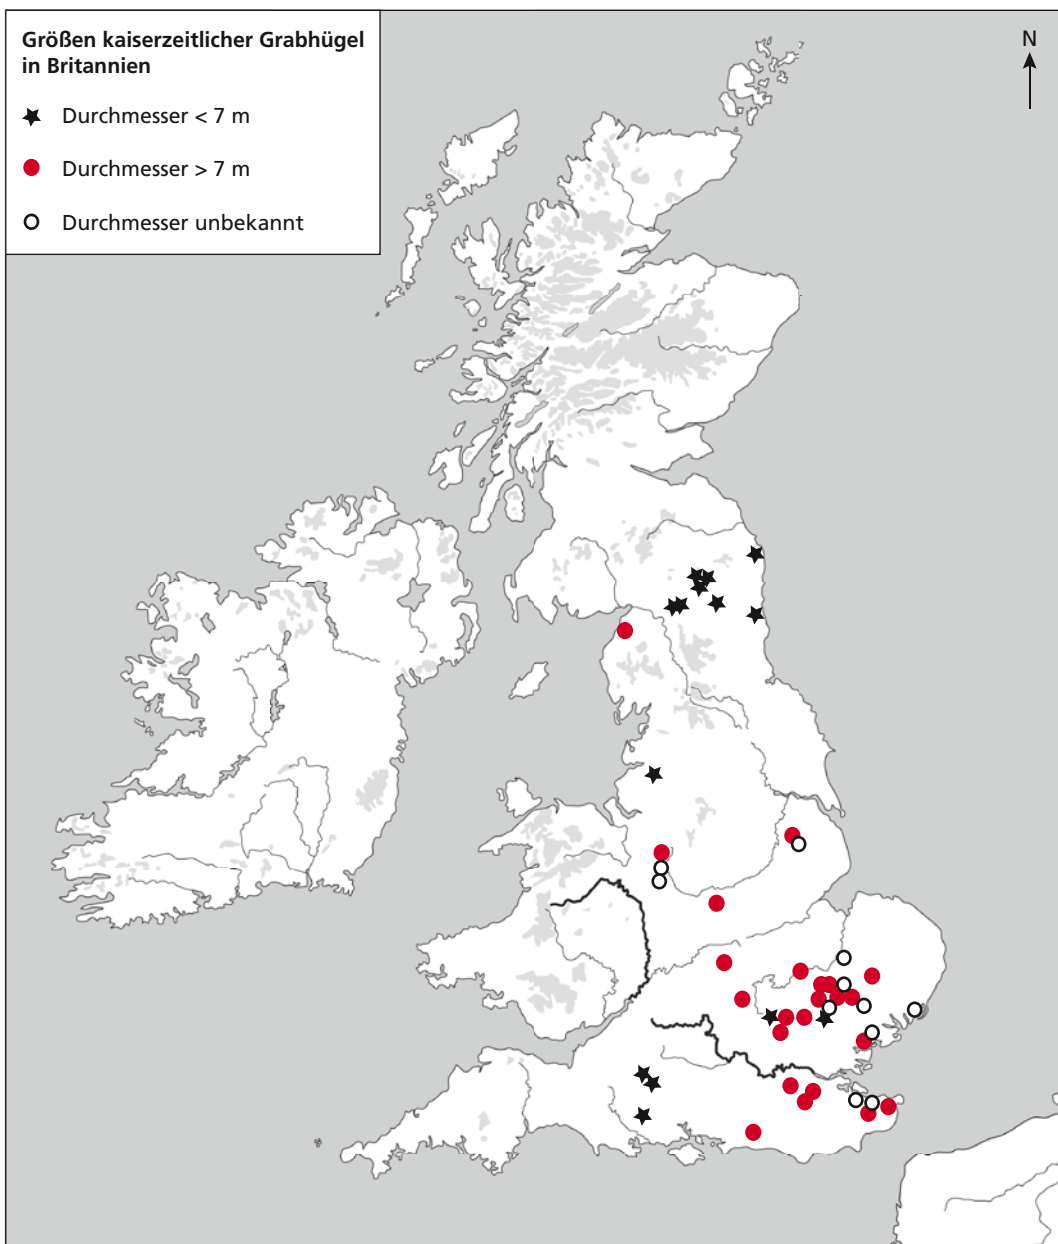 Größen kaiserzeitlicher Grabhügel
in Britannien
Durchmesser < 7 m
Durchmesser > 7 m
Durchmesser unbekannt
N